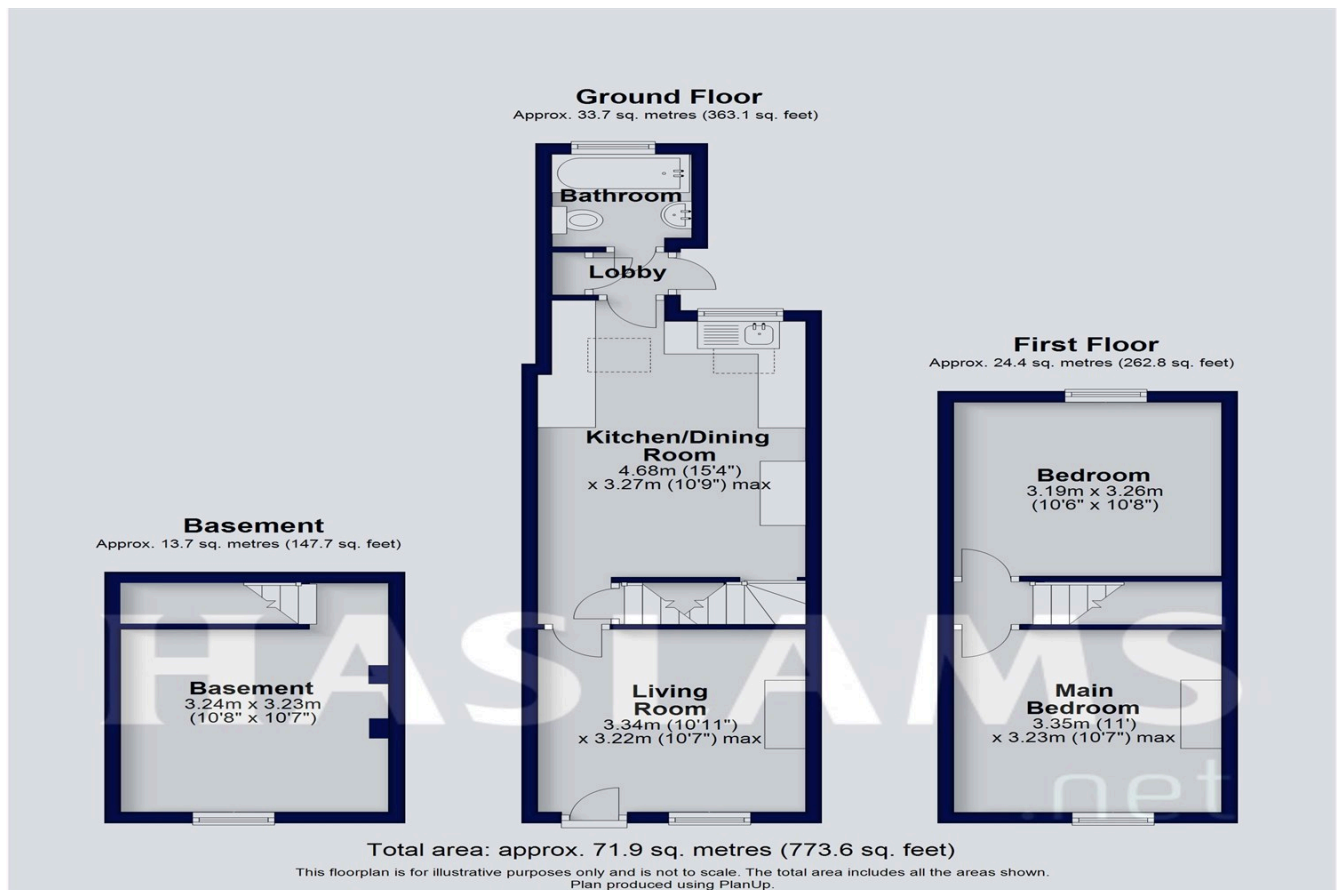 Ground Floor
Approx. 33.7 sq. metres (363.1 sq. feet)
Bathroom
Lobby
Kitchen/Dining
Room
4.68m (15'4")
x 3.27m (10'9") max
Living
Room
3.34m (10'11")
x 3.22m (10'7") max
First Floor
Approx. 24.4 sq. metres (262.8 sq. feet)
Bedroom
3.19m x 3.26m
(10'6" x 10'8")
Main
Bedroom
3.35m (11')
x 3.23m (10'7") max
Basement
Approx. 13.7 sq. metres (147.7 sq. feet)
Basement
3.24m x 3.23m
(10'8" x 10'7")
HASLAMS
.net
Total area: approx. 71.9 sq. metres (773.6 sq. feet)
This floorplan is for illustrative purposes only and is not to scale. The total area includes all the areas shown.
Plan produced using PlanUp.